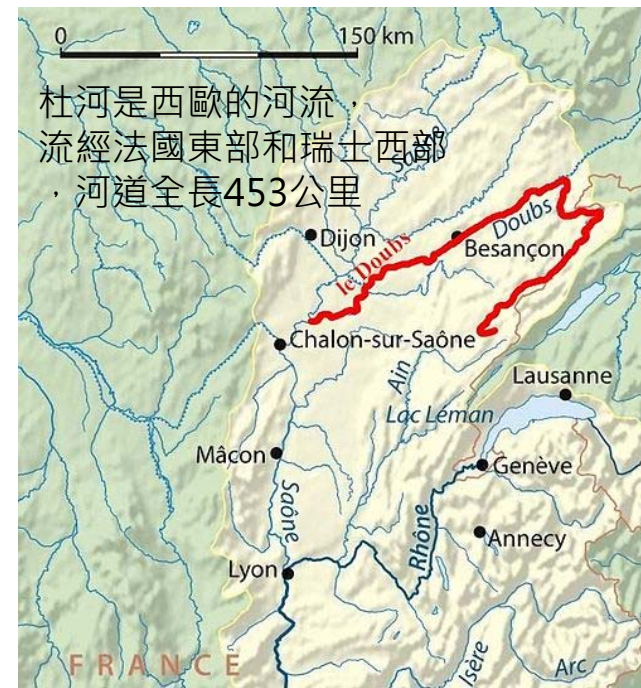 0
150 km
杜河是西歐的河流，
流經法國東部和瑞士西部
，河道全長453公里
Saône
Doubs
le Doubs
Dijon
Besançon
Chalon-sur-Saône
Ain
Lausanne
Lac Léman
Mâcon
Genève
Saône
Rhône
Annecy
Lyon
FRANCE
Isère
Arc